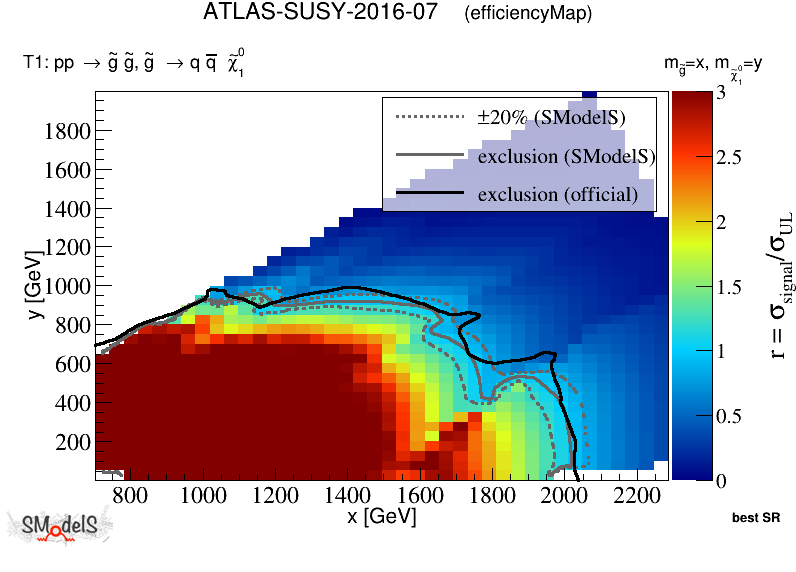 ATLAS-SUSY-2016-07 (efficiencyMap)
T1: pp → g̃ g̃, g̃ → q q̄ χ̃₁⁰
m_g̃=x, m_χ̃₁⁰=y
±20% (SModelS)
exclusion (SModelS)
exclusion (official)
1800
1600
1400
1200
1000
800
600
400
200
y [GeV]
800 1000 1200 1400 1600 1800 2000 2200
x [GeV]
3
2.5
2
1.5
1
0.5
0
r = σ_signal/σ_UL
SModelS
best SR